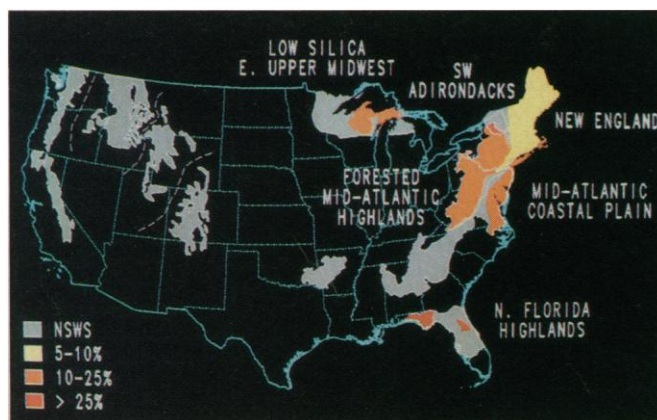 LOW SILICA
E. UPPER MIDWEST
SW
ADIRONDACKS
NEW ENGLAND
FORESTED
MID-ATLANTIC
HIGHLANDS
MID-ATLANTIC
COASTAL PLAIN
N. FLORIDA
HIGHLANDS
NSWS
5-10%
10-25%
> 25%